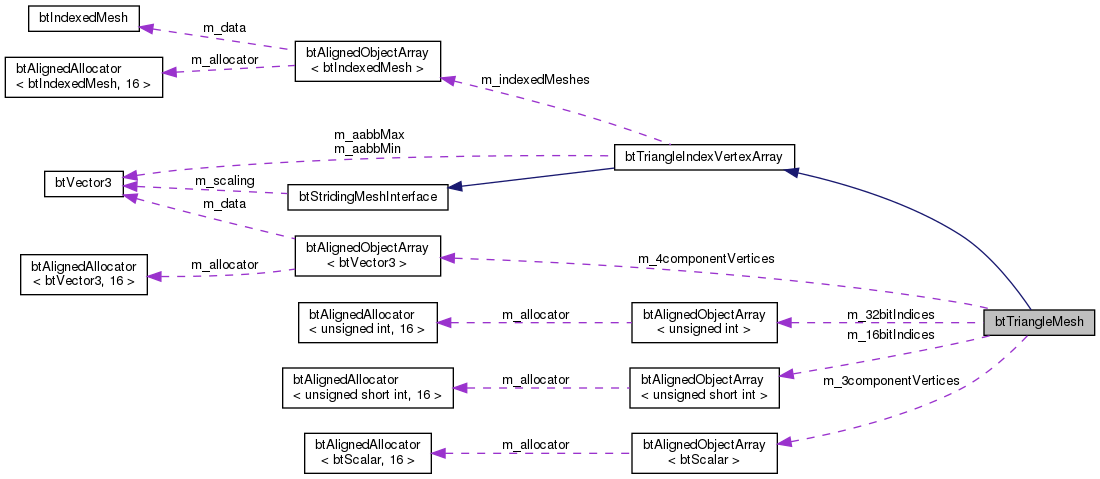 btIndexedMesh
m_data
btAlignedObjectArray
< btIndexedMesh >
m_allocator
btAlignedAllocator
< btIndexedMesh, 16 >
m_indexedMeshes
m_aabbMax
m_aabbMin
btTriangleIndexVertexArray
btVector3
m_scaling
btStridingMeshInterface
m_data
btAlignedObjectArray
< btVector3 >
m_allocator
btAlignedAllocator
< btVector3, 16 >
m_4componentVertices
btAlignedAllocator
< unsigned int, 16 >
m_allocator
btAlignedObjectArray
< unsigned int >
m_32bitIndices
btTriangleMesh
m_16bitIndices
btAlignedAllocator
< unsigned short int, 16 >
m_allocator
btAlignedObjectArray
< unsigned short int >
m_3componentVertices
btAlignedAllocator
< btScalar, 16 >
m_allocator
btAlignedObjectArray
< btScalar >